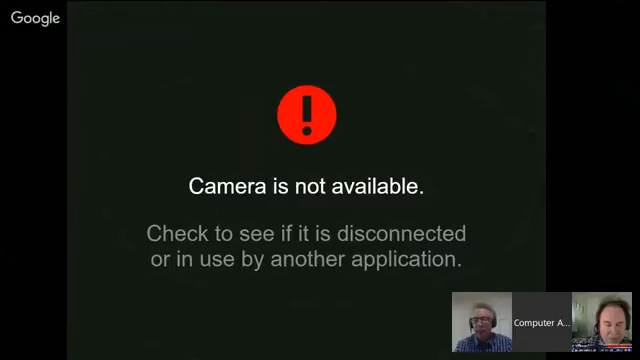 Google
Camera is not available.
Check to see if it is disconnected
or in use by another application.
Computer A...